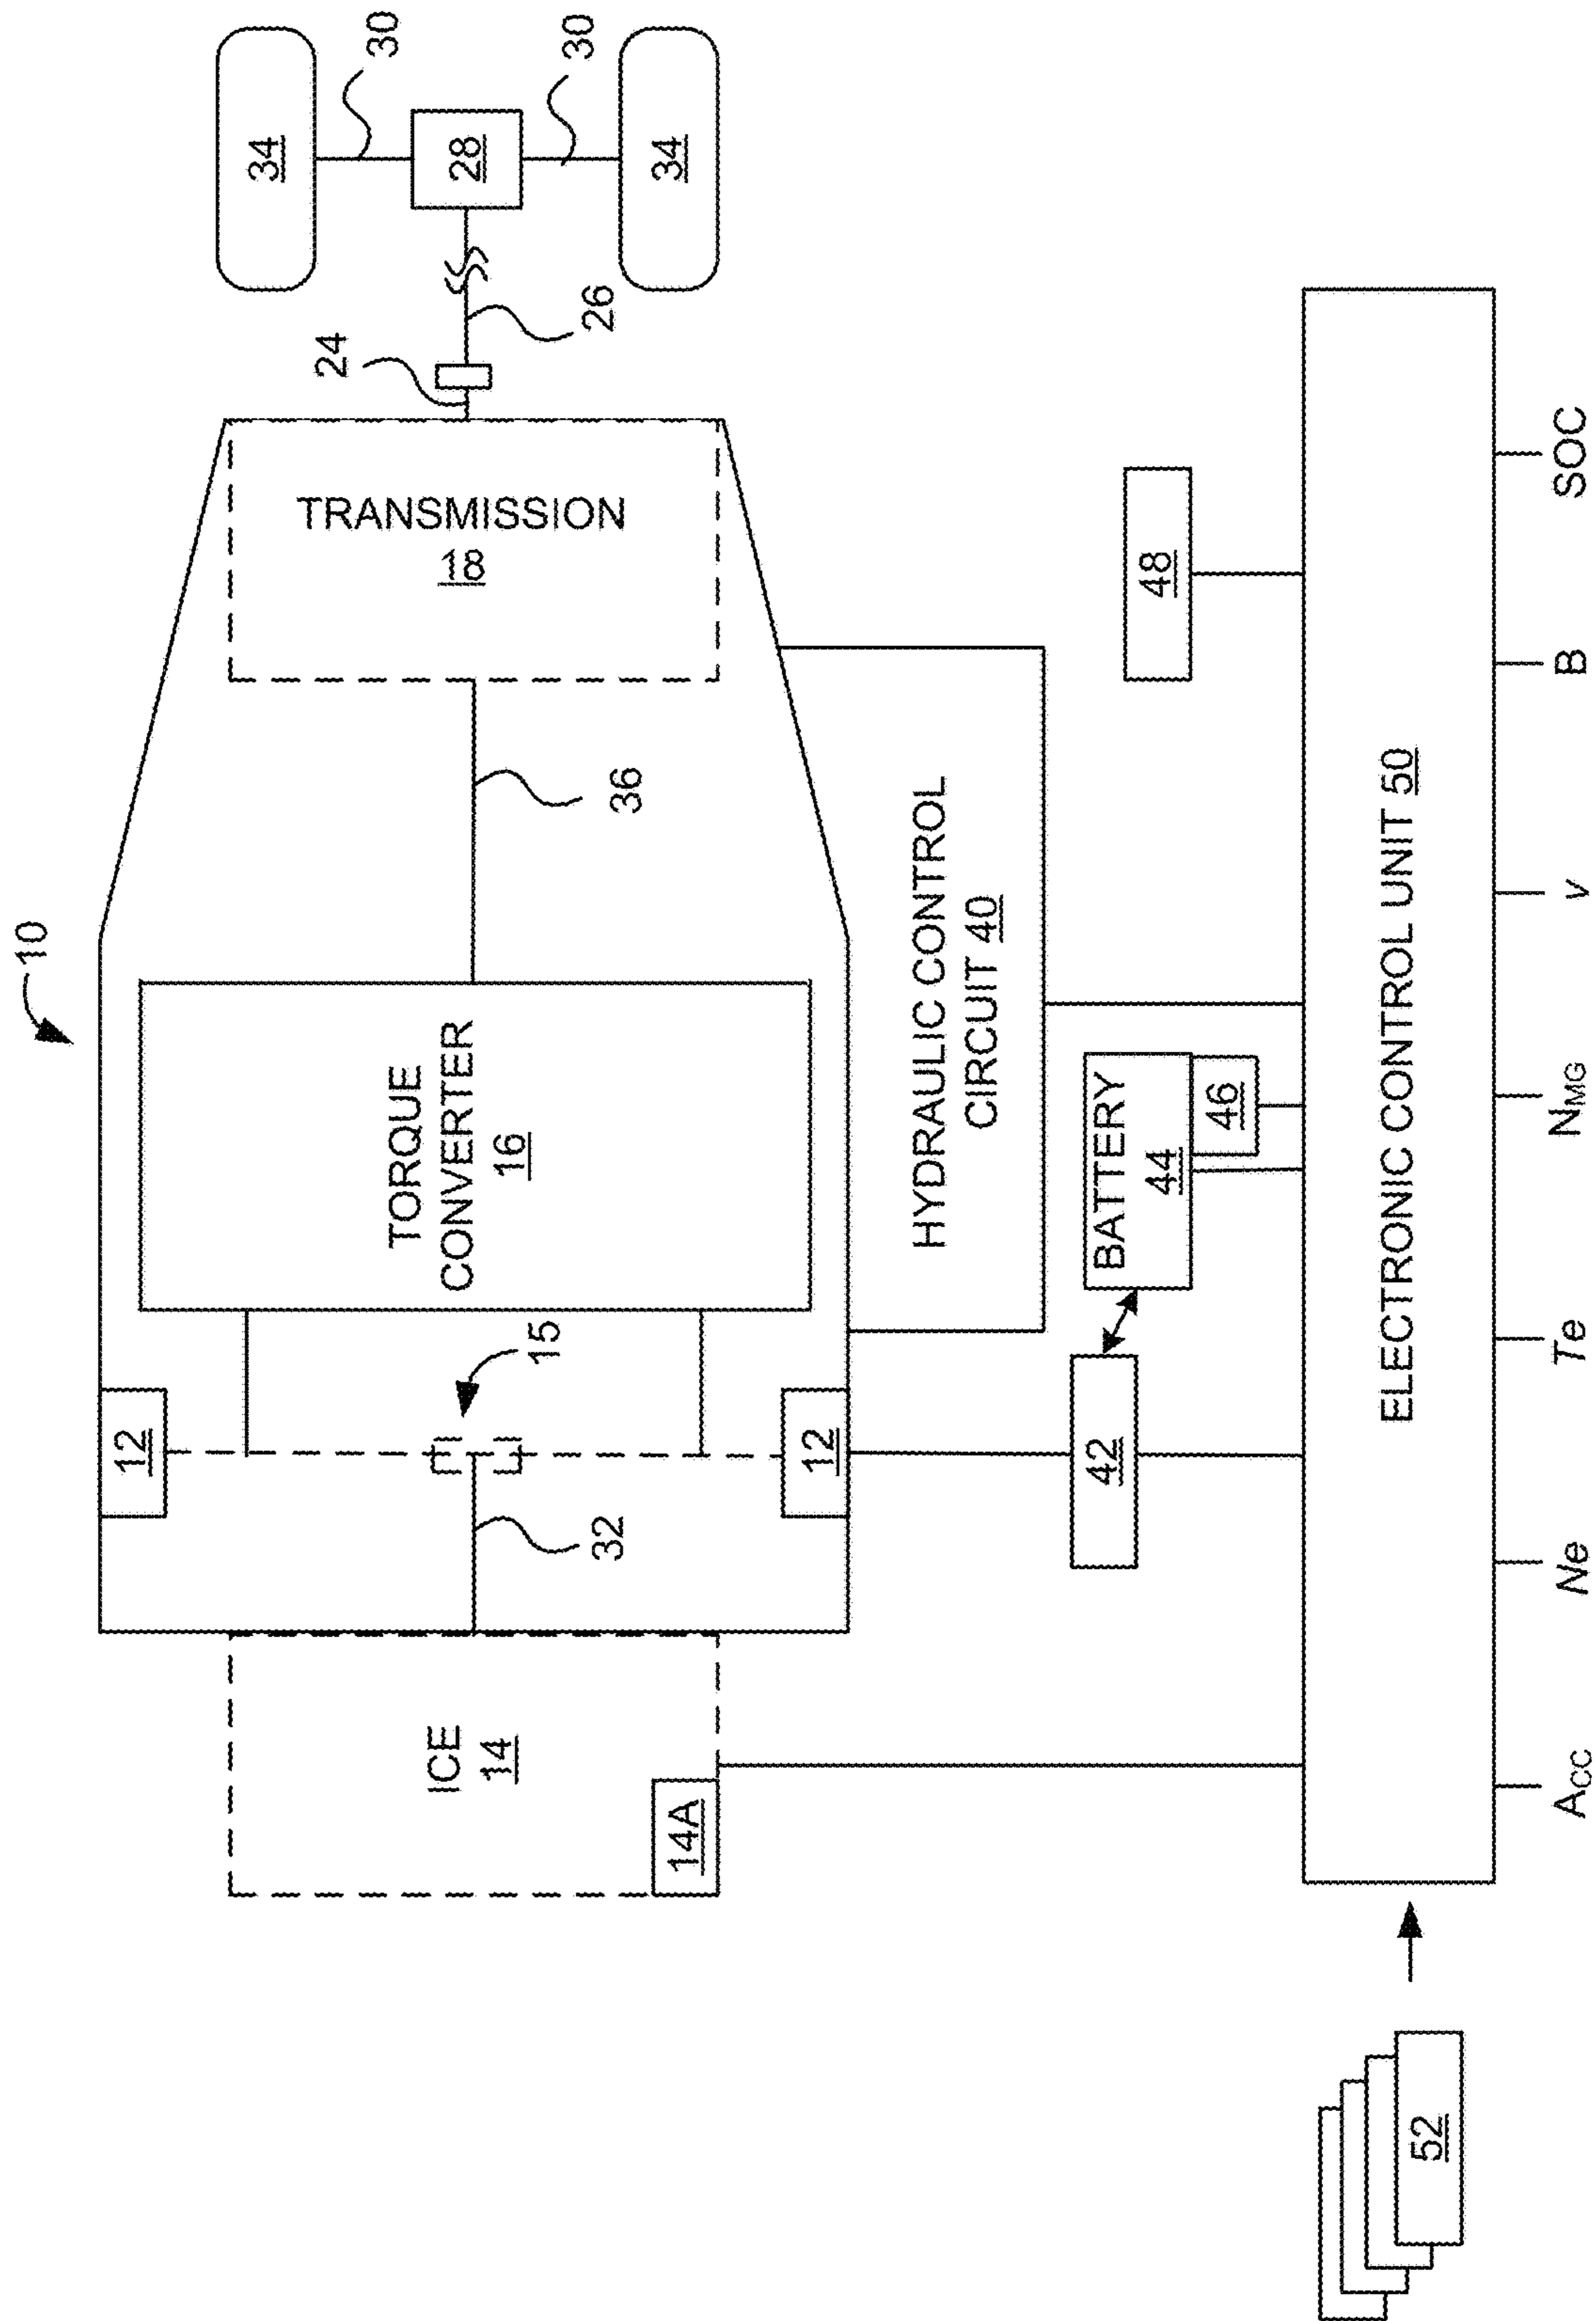 10
ICE
14
14A
12
12
15
32
TORQUE
CONVERTER
16
36
TRANSMISSION
18
24
26
28
30
30
34
34
HYDRAULIC CONTROL
CIRCUIT 40
42
BATTERY
44
46
48
ELECTRONIC CONTROL UNIT 50
52
ACC
Ne
Te
NMG
v
B
SOC